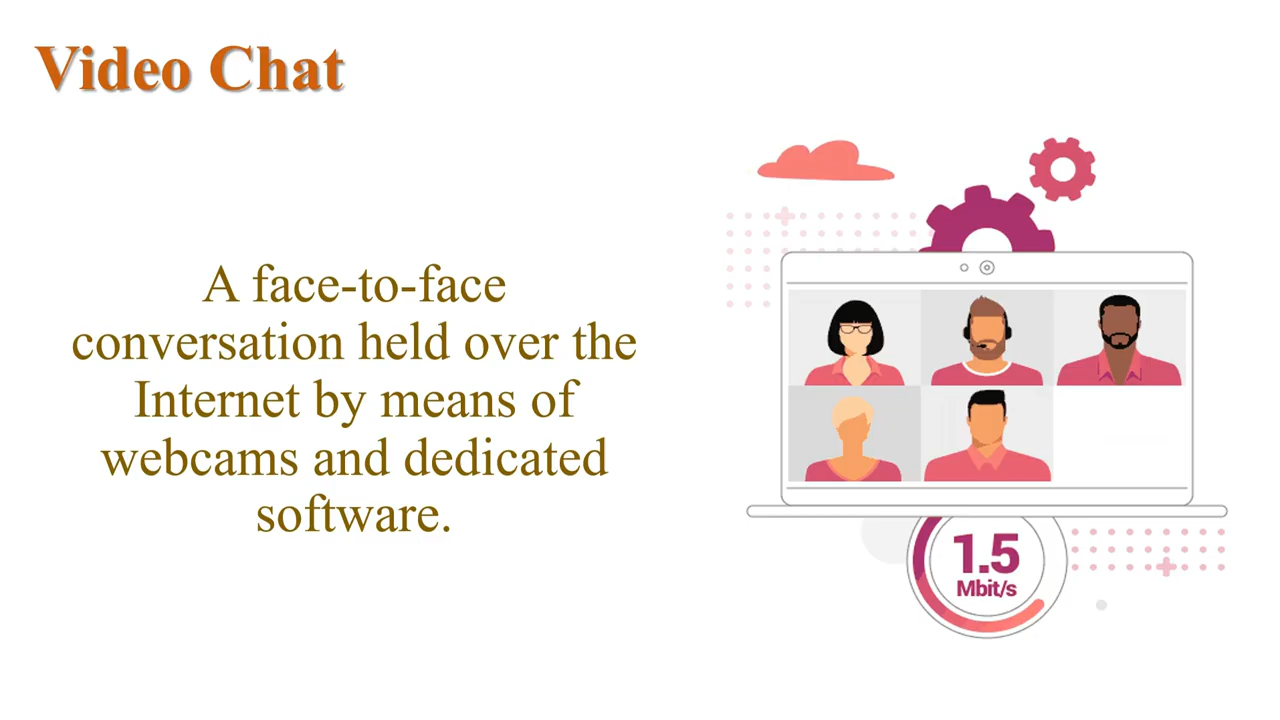 Video Chat
A face-to-face
conversation held over the
Internet by means of
webcams and dedicated
software.
1.5
Mbit/s